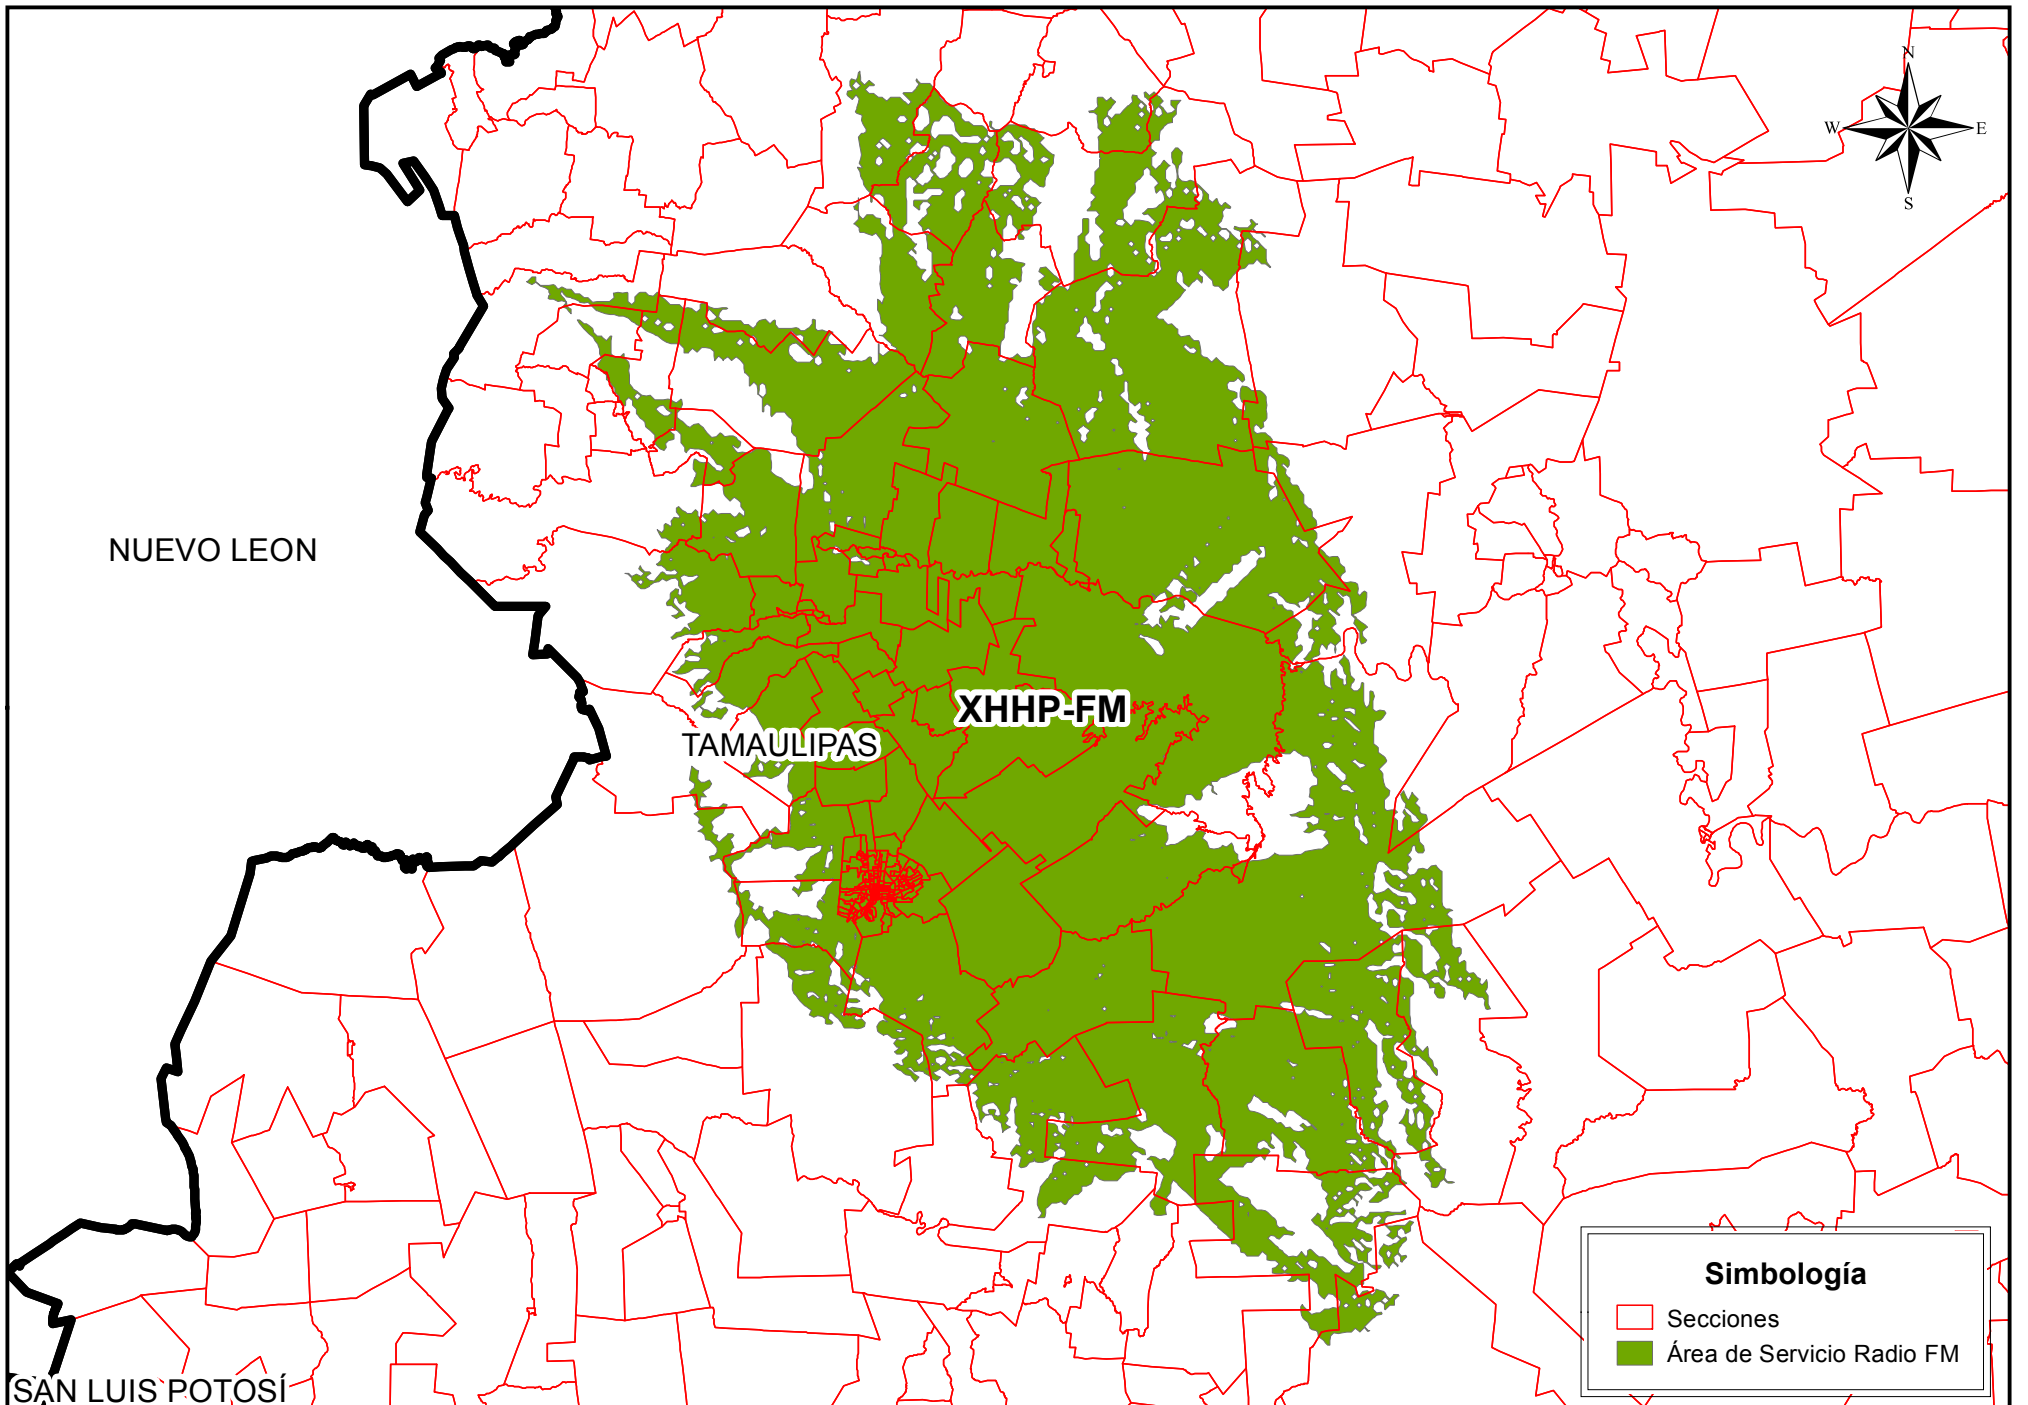 N
W
E
S
NUEVO LEON
XHHP-FM
TAMAULIPAS
SAN LUIS POTOSÍ
Simbología
Secciones
Área de Servicio Radio FM